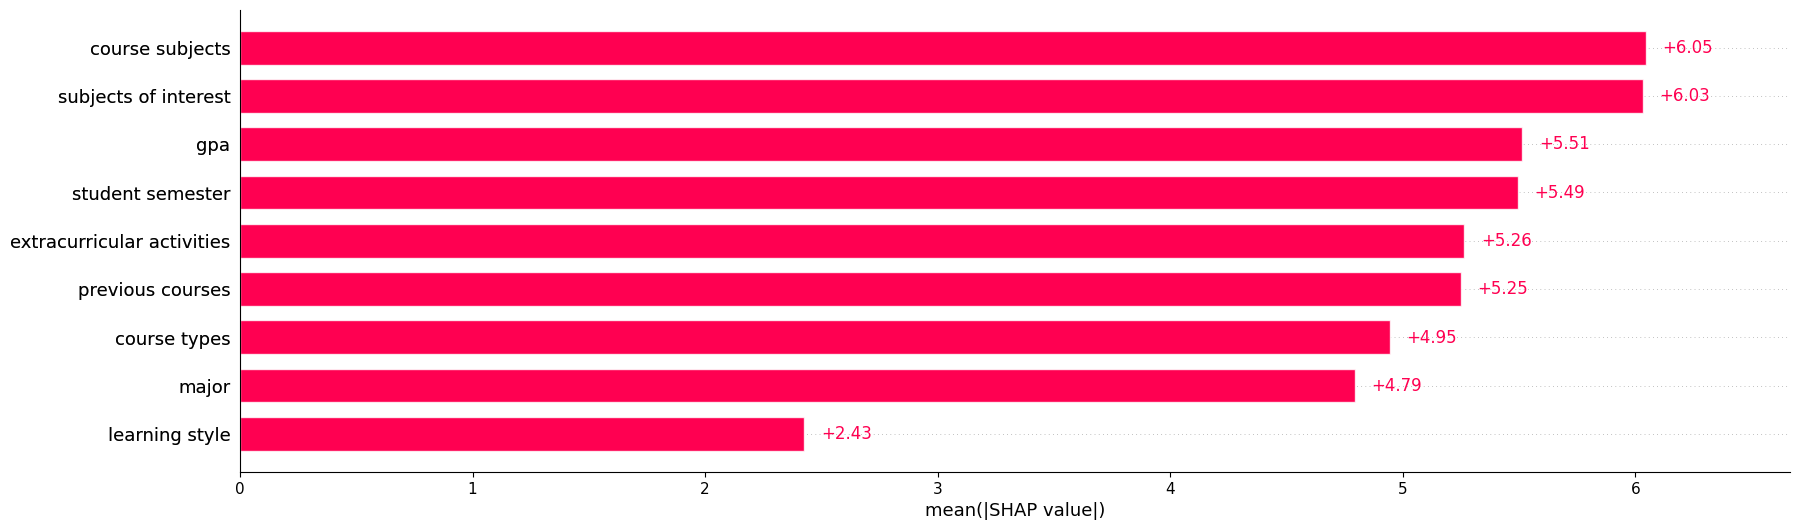 course subjects +6.05
subjects of interest +6.03
gpa +5.51
student semester +5.49
extracurricular activities +5.26
previous courses +5.25
course types +4.95
major +4.79
learning style +2.43
0 1 2 3 4 5 6
mean(|SHAP value|)